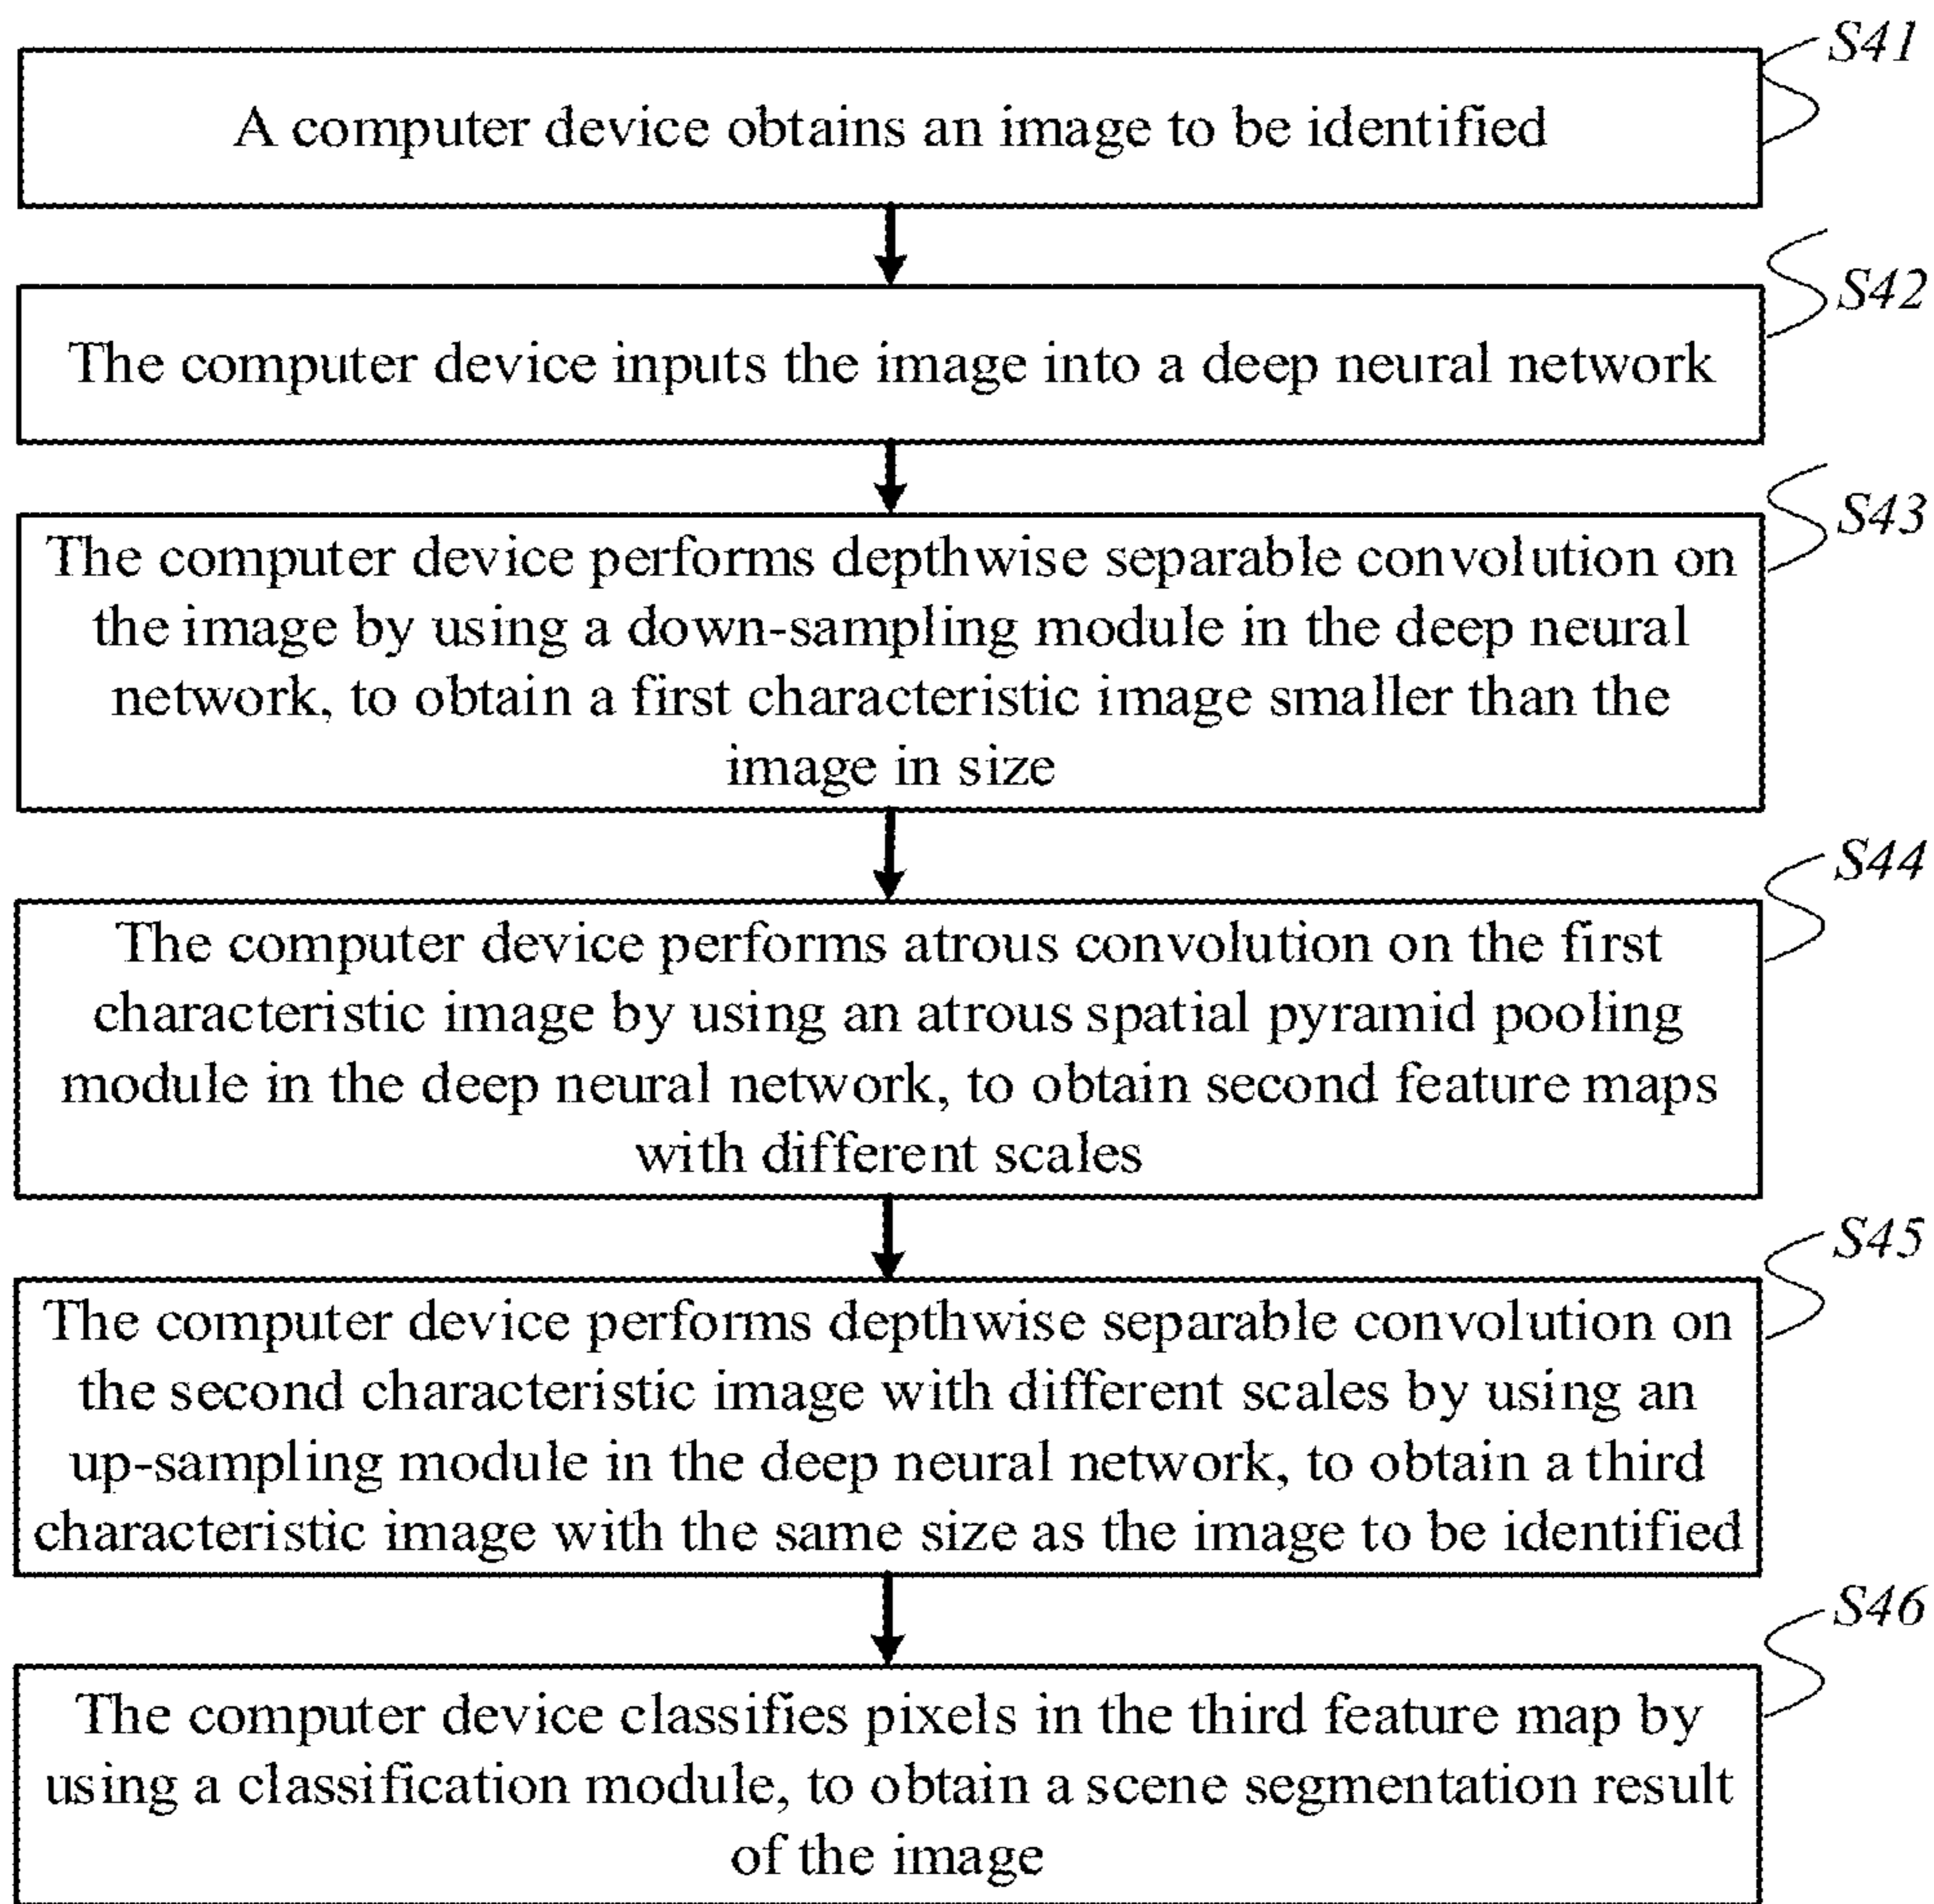 S41
A computer device obtains an image to be identified
S42
The computer device inputs the image into a deep neural network
S43
The computer device performs depthwise separable convolution on
the image by using a down-sampling module in the deep neural
network, to obtain a first characteristic image smaller than the
image in size
S44
The computer device performs atrous convolution on the first
characteristic image by using an atrous spatial pyramid pooling
module in the deep neural network, to obtain second feature maps
with different scales
S45
The computer device performs depthwise separable convolution on
the second characteristic image with different scales by using an
up-sampling module in the deep neural network, to obtain a third
characteristic image with the same size as the image to be identified
S46
The computer device classifies pixels in the third feature map by
using a classification module, to obtain a scene segmentation result
of the image